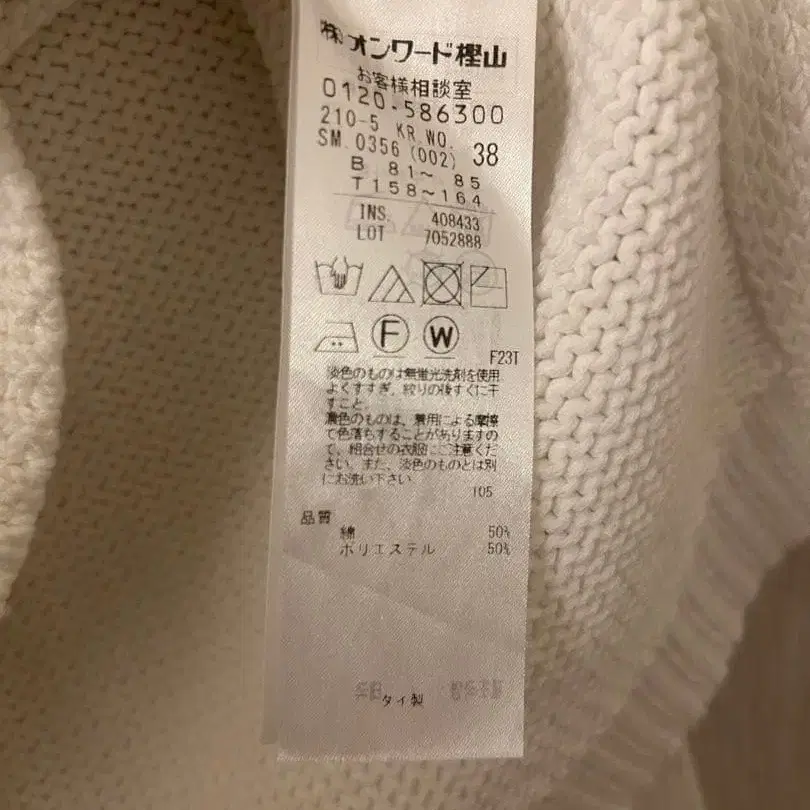 (株)オンワード樫山
お客様相談室
0120-586300
210-5 KR.WO.
SM.0356(002) 38
B 81~ 85
T158~164
INS. 408433
LOT 7052888
F W
F23T
淡色のものは無蛍光洗剤を使用
よくすすぎ、絞りの後すぐに干
すこと。
濃色のものは、着用による摩擦
で色落ちすることがありますの
で、組合せの衣服にご注意くだ
さい。また、淡色のものとは別
にお洗い下さい
105
品質
綿 50%
ポリエステル 50%
タイ製